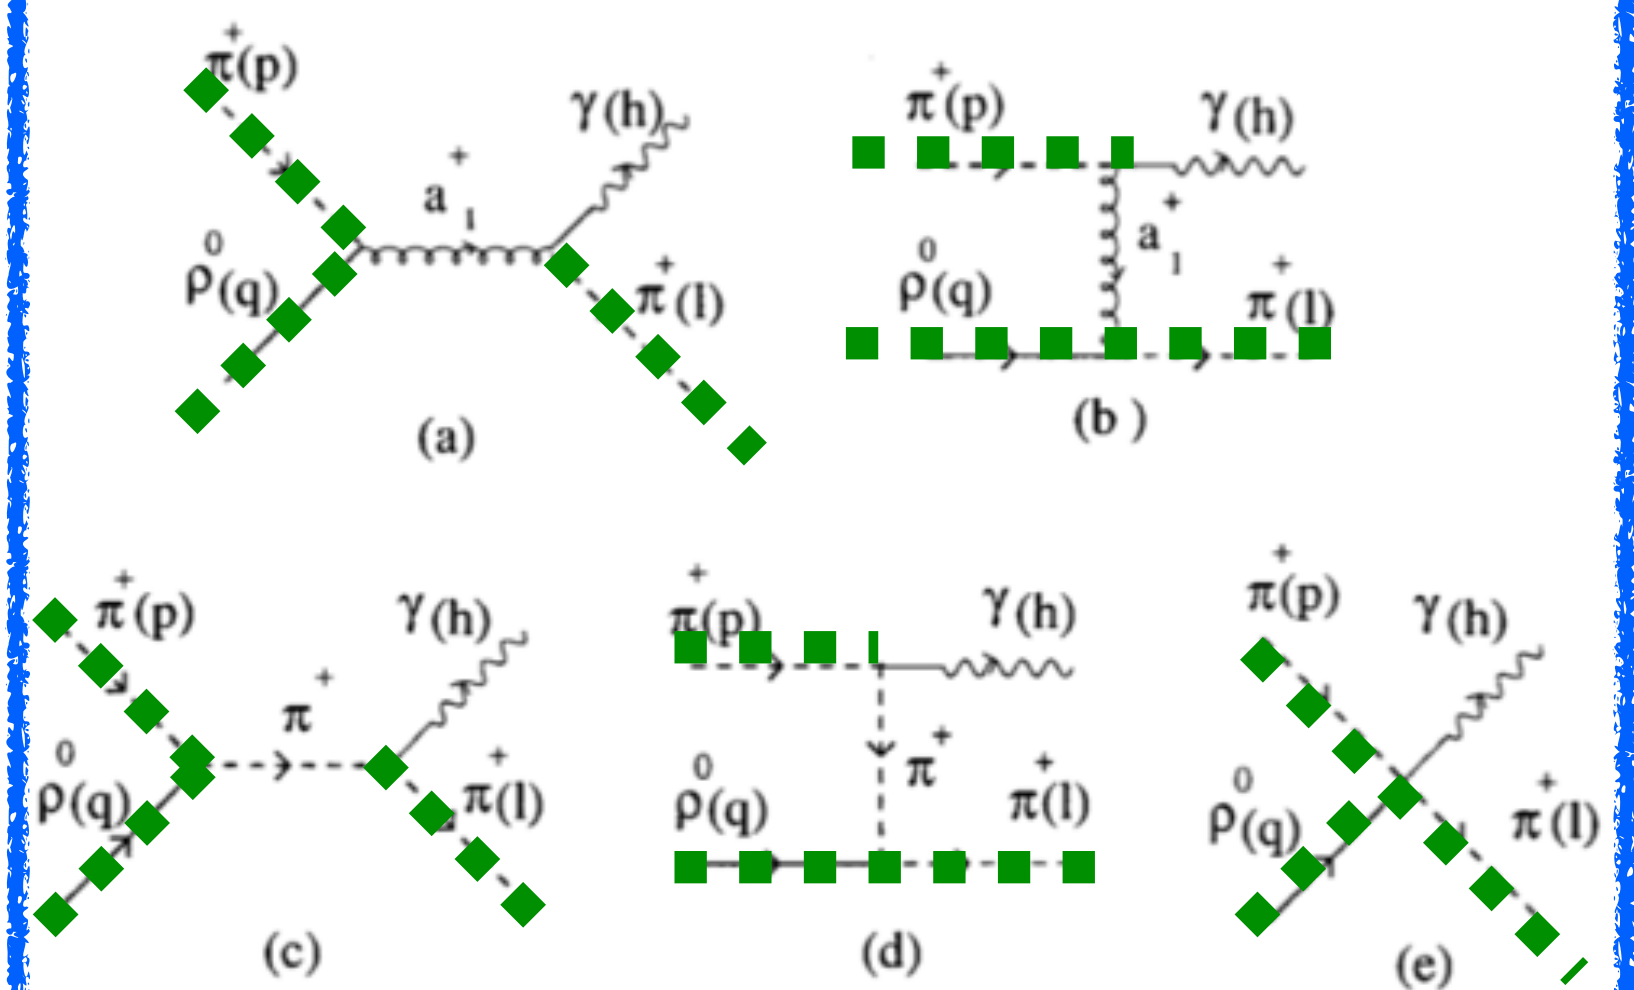 π⁺(p)
γ(h)
a₁⁺
ρ⁰(q)
π⁺(l)
(a)
π⁺(p)
γ(h)
a₁⁺
ρ⁰(q)
π⁺(l)
(b )
π⁺(p)
γ(h)
π⁺
ρ⁰(q)
π⁺(l)
(c)
π⁺(p)
γ(h)
π⁺
ρ⁰(q)
π⁺(l)
(d)
π⁺(p)
γ(h)
ρ⁰(q)
π⁺(l)
(e)